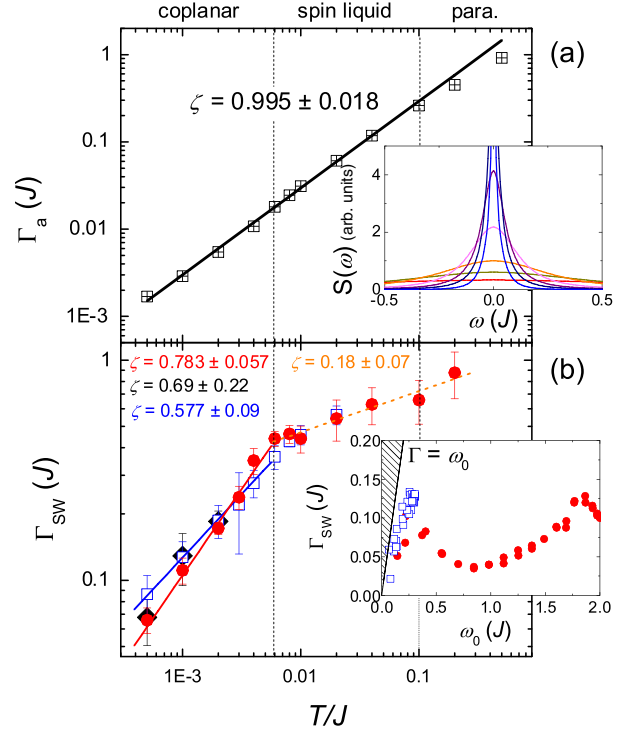 coplanar spin liquid para.
(a)
1
0.1
0.01
1E-3
Γa (J)
ζ = 0.995 ± 0.018
4
2
0
S(ω) (arb. units)
-0.5 0.0 0.5
ω (J)
(b)
ζ = 0.783 ± 0.057 ζ = 0.18 ± 0.07
ζ = 0.69 ± 0.22
ζ = 0.577 ± 0.09
1
0.1
ΓSW (J)
Γ = ω0
0.20
0.15
0.10
0.05
0.00
ΓSW (J)
0.0 0.5 1.0 1.5 2.0
ω0 (J)
1E-3 0.01 0.1
T/J